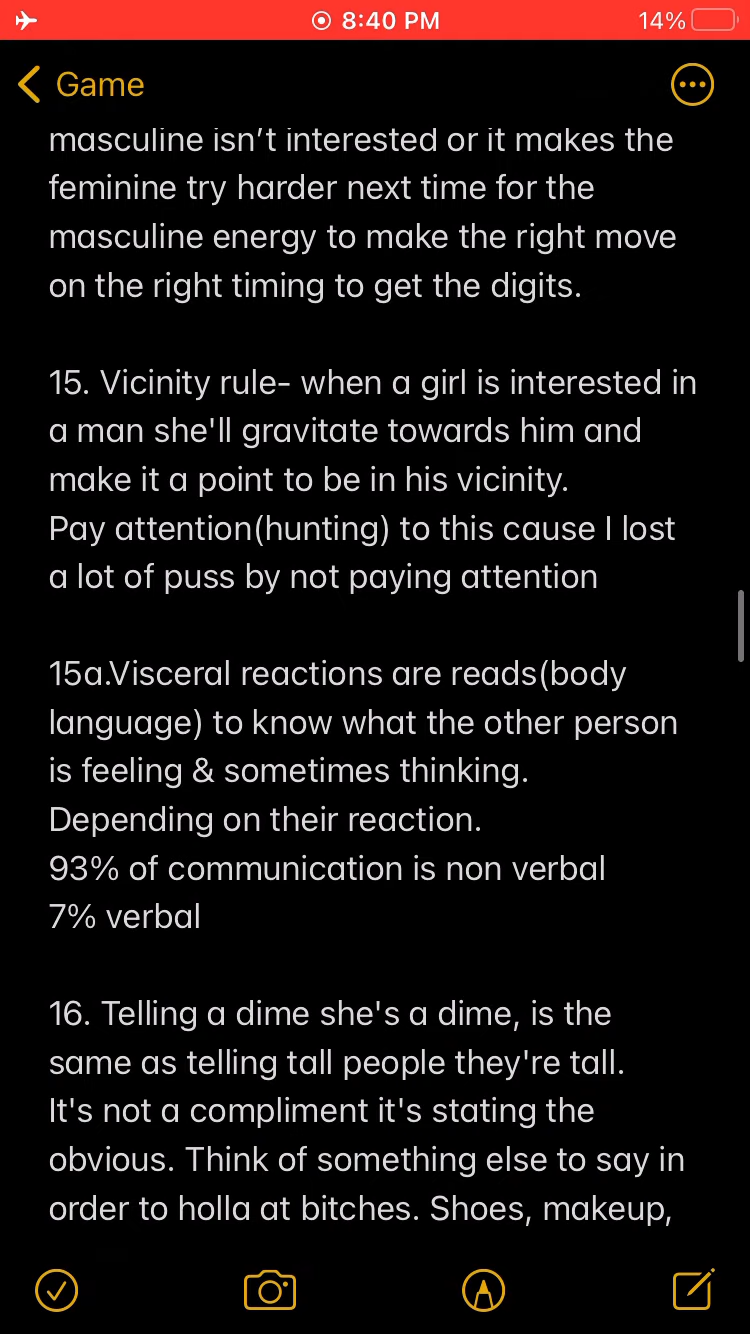 8:40 PM
14%
Game
masculine isn't interested or it makes the
feminine try harder next time for the
masculine energy to make the right move
on the right timing to get the digits.
15. Vicinity rule- when a girl is interested in
a man she'll gravitate towards him and
make it a point to be in his vicinity.
Pay attention(hunting) to this cause I lost
a lot of puss by not paying attention
15a.Visceral reactions are reads(body
language) to know what the other person
is feeling & sometimes thinking.
Depending on their reaction.
93% of communication is non verbal
7% verbal
16. Telling a dime she's a dime, is the
same as telling tall people they're tall.
It's not a compliment it's stating the
obvious. Think of something else to say in
order to holla at bitches. Shoes, makeup,